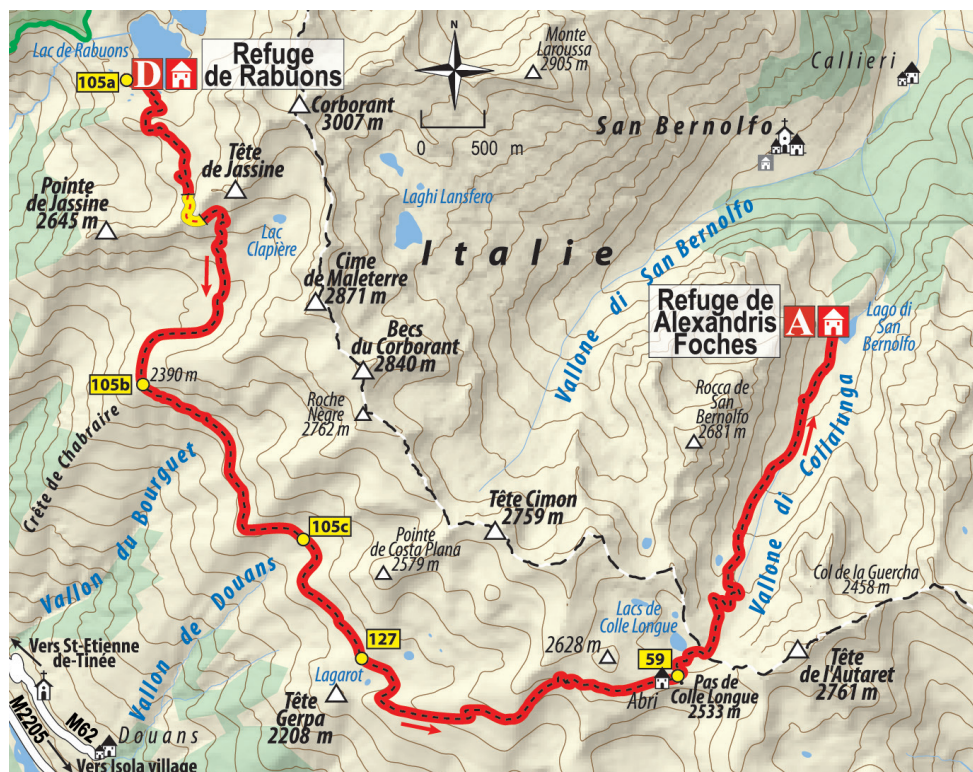 Lac de Rabuons
105a
D
Refuge
de Rabuons
Corborant
3007 m
N
Monte
Laroussa
2905 m
Callieri
0 500 m
San Bernolfo
Tête
de Jassine
Pointe
de Jassine
2645 m
Laghi Lansfero
Lac
Clapière
Italie
Cime
de Maleterre
2871 m
Vallone di San Bernolfo
Refuge de
Alexandris
Foches
A
Lago di
San
Bernolfo
Becs
du Corborant
2840 m
105b
2390 m
Roche
Nègre
2762 m
Rocca de
San
Bernolfo
2681 m
Crête de Chabraire
Vallon du Bourguet
Vallone di Collalunga
105c
Tête Cimon
2759 m
Pointe
de Costa Plana
2579 m
Vallon de Douans
Col de la Guercha
2458 m
Lacs de
Colle Longue
127
2628 m
59
Vers St-Etienne
de-Tinée
Lagarot
Abri
Pas de
Colle Longue
2533 m
Tête
de l'Autaret
2761 m
Tête
Gerpa
2208 m
M2205
M62
Douans
Vers Isola village